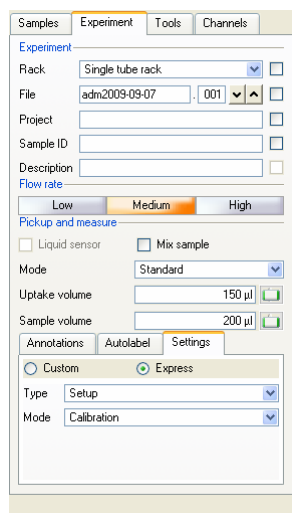 Samples Experiment Tools Channels
Experiment
Rack Single tube rack
File adm2009-09-07 . 001
Project
Sample ID
Description
Flow rate
Low Medium High
Pickup and measure
Liquid sensor Mix sample
Mode Standard
Uptake volume 150 µl
Sample volume 200 µl
Annotations Autolabel Settings
Custom Express
Type Setup
Mode Calibration